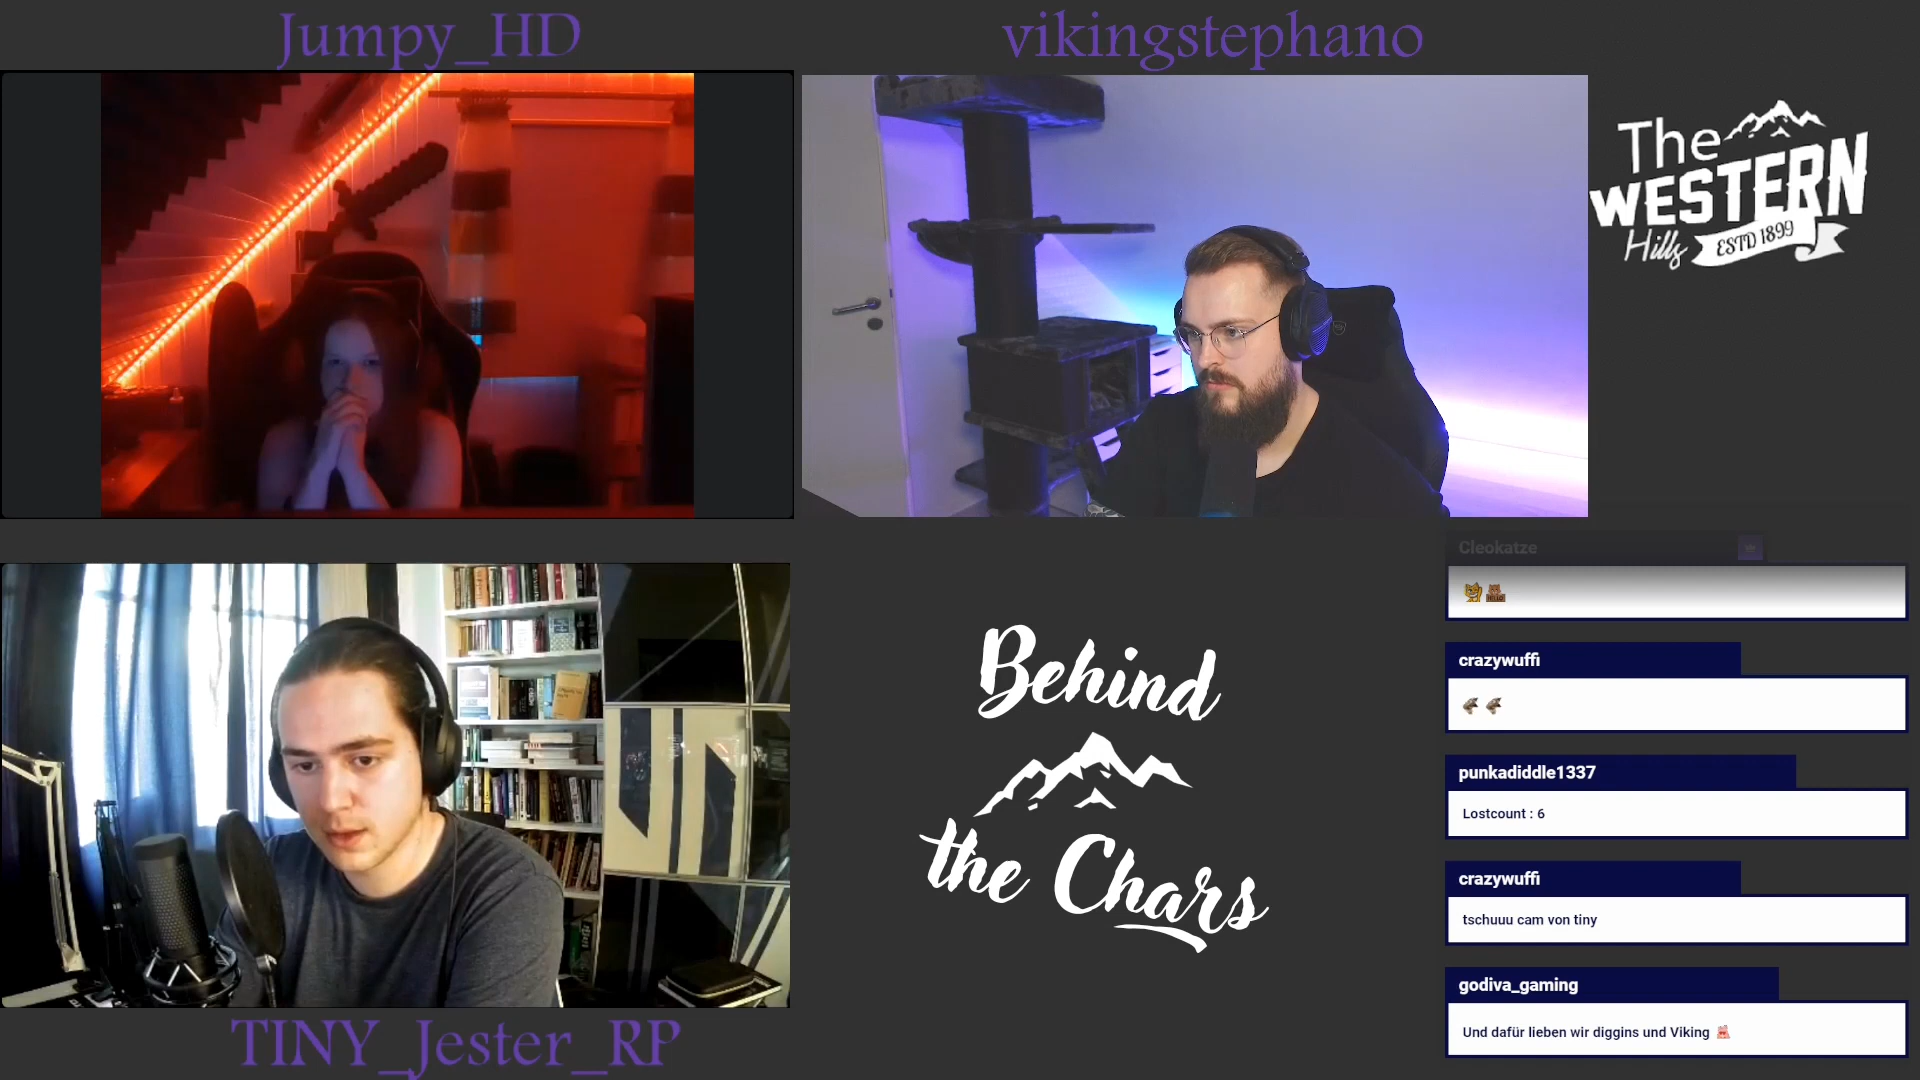 Jumpy_HD
vikingstephano
The
WESTERN
Hills
ESTD 1899
Cleokatze
crazywuffi
punkadiddle1337
Lostcount : 6
crazywuffi
tschuuu cam von tiny
godiva_gaming
Und dafür lieben wir diggins und Viking
Behind
the Chars
TINY_Jester_RP